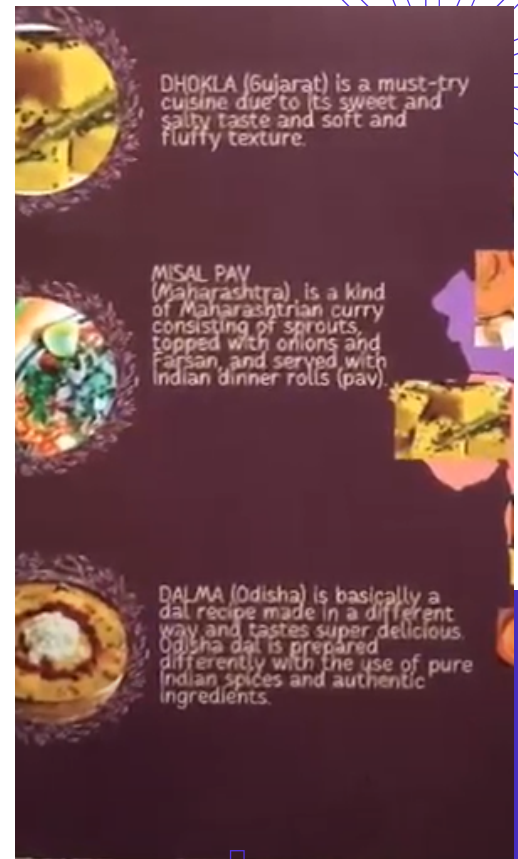 DHOKLA (Gujarat) is a must-try
cuisine due to its sweet and
salty taste and soft and
fluffy texture.
MISAL PAV
(Maharashtra), is a kind
of Maharashtrian curry
consisting of sprouts,
topped with onions and
Farsan, and served with
Indian dinner rolls (pav).
DALMA (Odisha) is basically a
dal recipe made in a different
way and tastes super delicious.
Odisha dal is prepared
differently with the use of pure
Indian spices and authentic
ingredients.